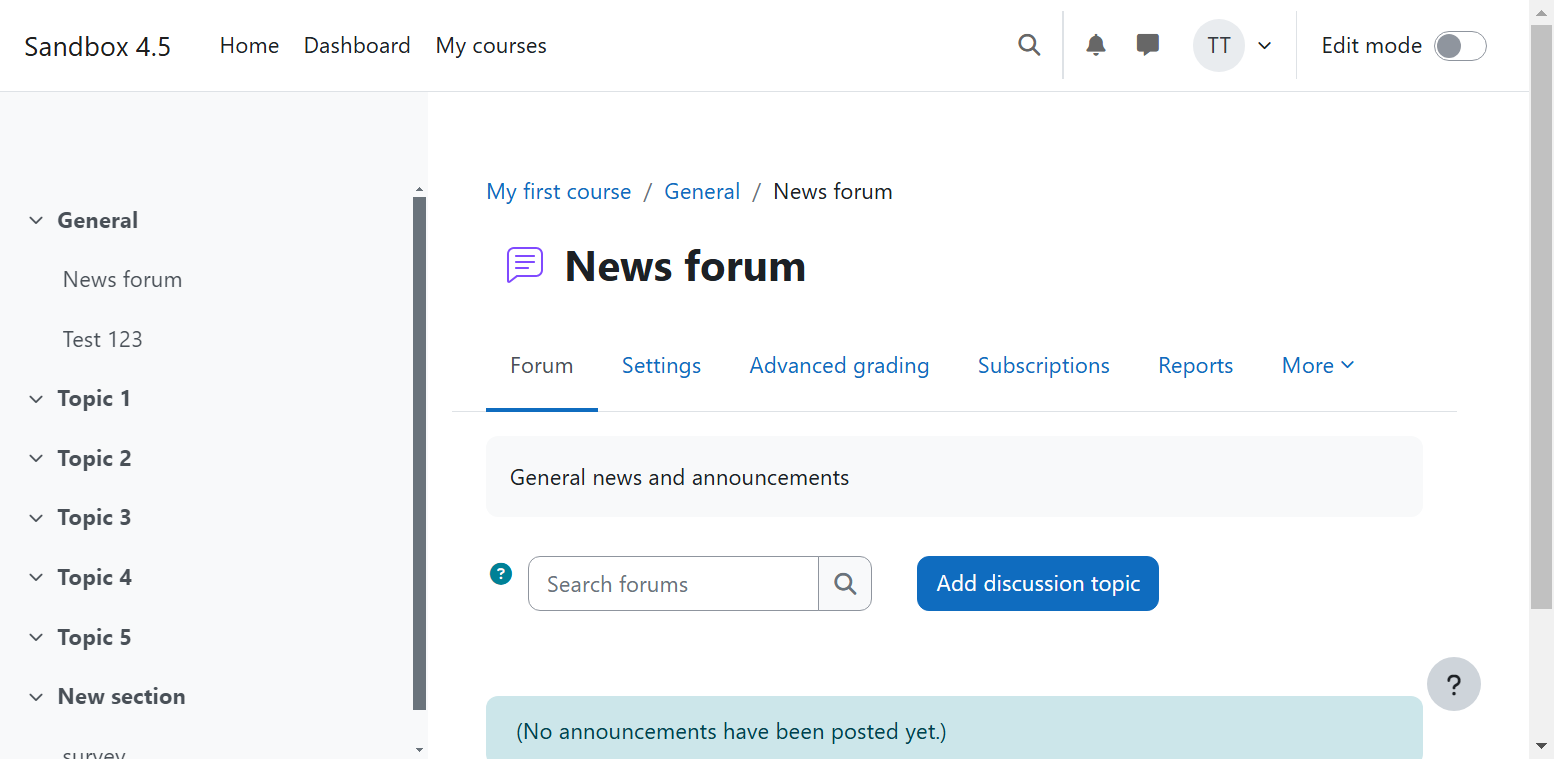 Sandbox 4.5 Home Dashboard My courses TT Edit mode
General
News forum
Test 123
Topic 1
Topic 2
Topic 3
Topic 4
Topic 5
New section
survey
My first course / General / News forum
News forum
Forum Settings Advanced grading Subscriptions Reports More
General news and announcements
? Search forums Add discussion topic
?
(No announcements have been posted yet.)